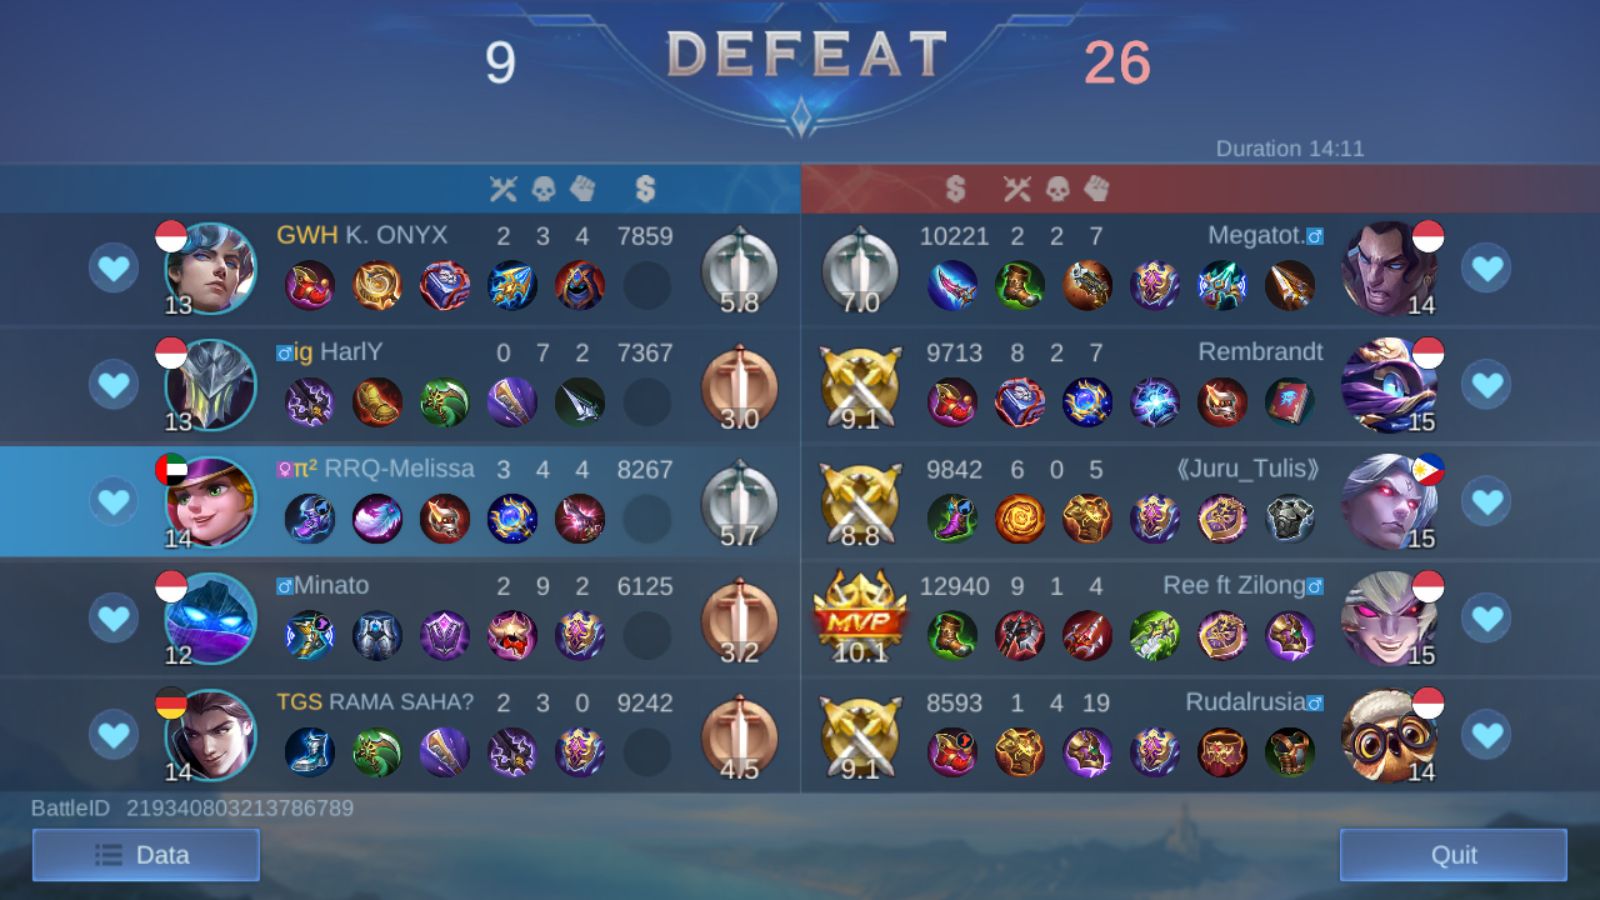 9 DEFEAT 26
Duration 14:11
GWH K. ONYX 2 3 4 7859
13 5.8
7.0 10221 2 2 7 Megatot.
14
ig HarlY 0 7 2 7367
13 3.0
9.1 9713 8 2 7 Rembrandt
15
π² RRQ-Melissa 3 4 4 8267
14 5.7
8.8 9842 6 0 5 《Juru_Tulis》
15
Minato 2 9 2 6125
12 3.2
MVP 10.1 12940 9 1 4 Ree ft Zilong
15
TGS RAMA SAHA? 2 3 0 9242
14 4.5
9.1 8593 1 4 19 Rudalrusia
14
BattleID 219340803213786789
Data
Quit